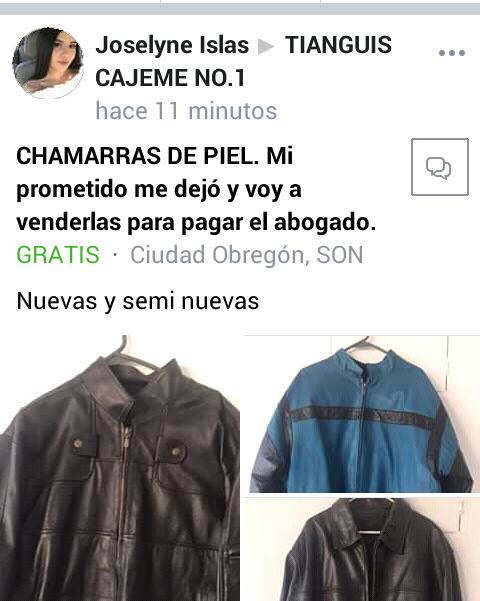 Joselyne Islas ▶ TIANGUIS
CAJEME NO.1
hace 11 minutos
CHAMARRAS DE PIEL. Mi
prometido me dejó y voy a
venderlas para pagar el abogado.
GRATIS · Ciudad Obregón, SON
Nuevas y semi nuevas